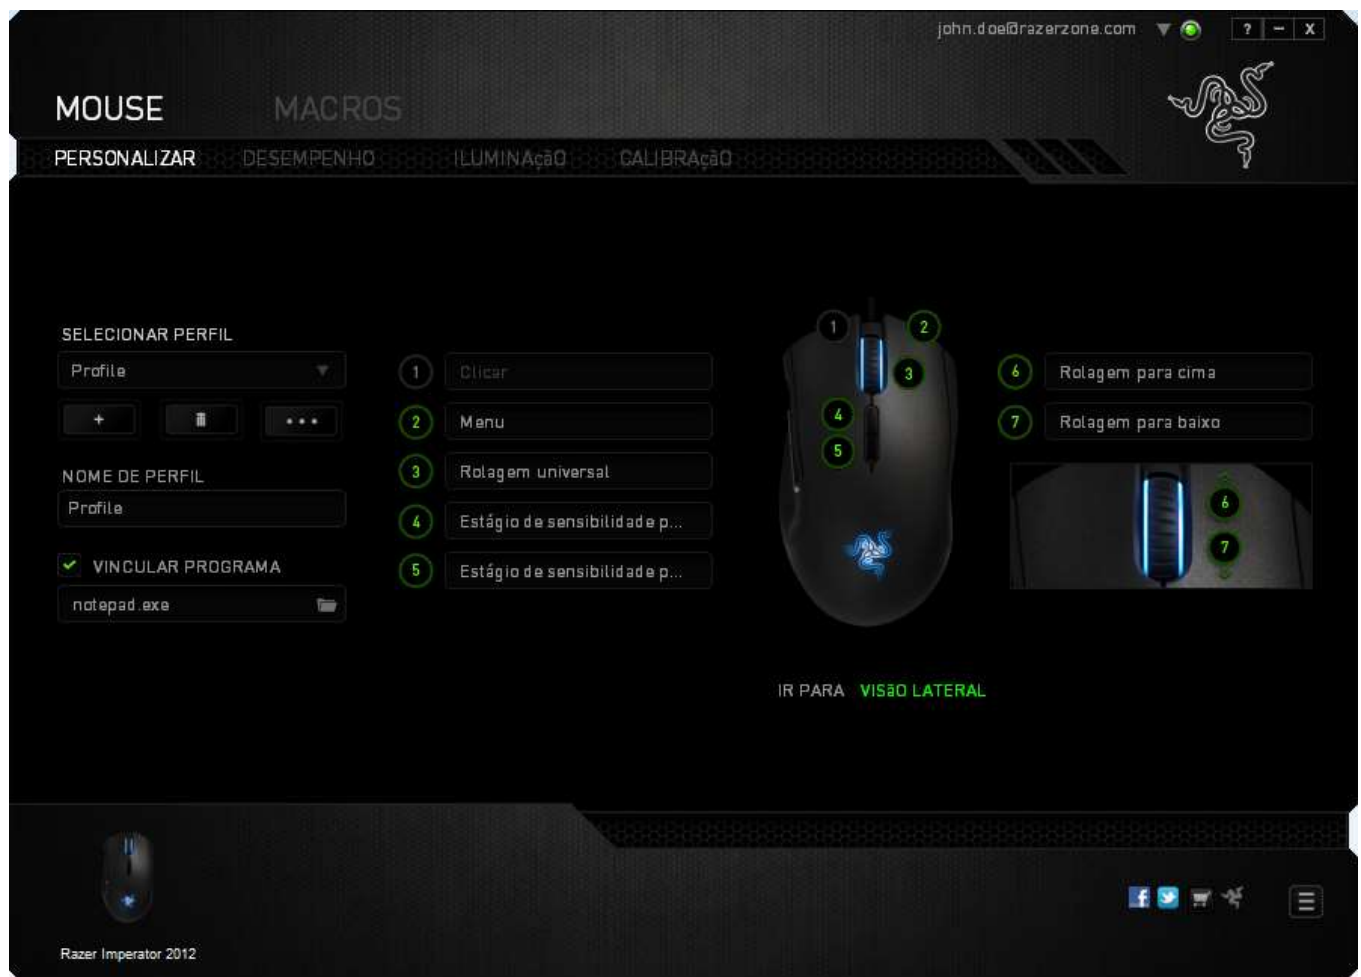 john.doe@razerzone.com ? – X
MOUSE MACROS
PERSONALIZAR DESEMPENHO ILUMINAçãO CALIBRAçãO
SELECIONAR PERFIL
Profile
+ •••
NOME DE PERFIL
Profile
VINCULAR PROGRAMA
notepad.exe
1 Clicar
2 Menu
3 Rolagem universal
4 Estágio de sensibilidade p...
5 Estágio de sensibilidade p...
1 2
3
4
5
6 Rolagem para cima
7 Rolagem para baixo
6
7
IR PARA VISãO LATERAL
Razer Imperator 2012